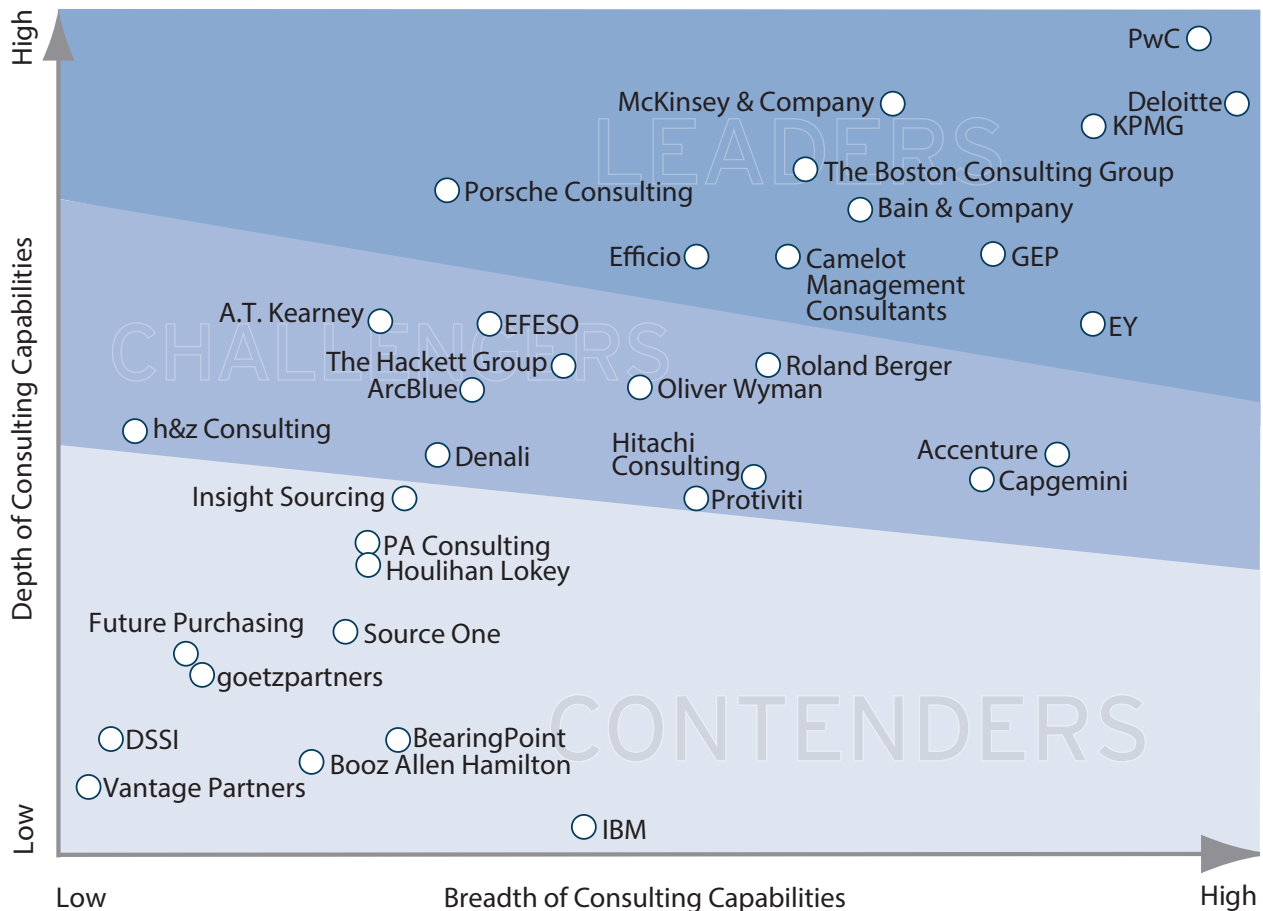 High
PwC
McKinsey & Company
Deloitte
KPMG
LEADERS
The Boston Consulting Group
Porsche Consulting
Bain & Company
Efficio
Camelot
Management
Consultants
GEP
A.T. Kearney
EFESO
EY
CHALLENGERS
The Hackett Group
Roland Berger
ArcBlue
Oliver Wyman
h&z Consulting
Denali
Hitachi
Consulting
Accenture
Capgemini
Insight Sourcing
Protiviti
PA Consulting
Houlihan Lokey
Future Purchasing
Source One
goetzpartners
CONTENDERS
DSSI
BearingPoint
Booz Allen Hamilton
Vantage Partners
IBM
Depth of Consulting Capabilities
Low
Low
Breadth of Consulting Capabilities
High